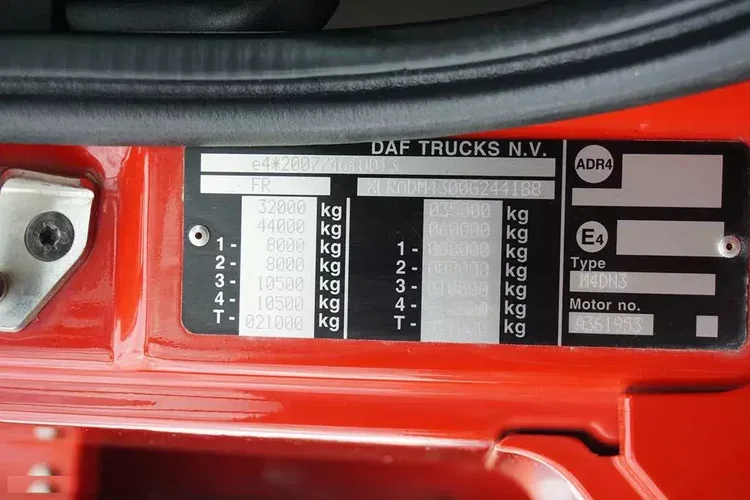 DAF TRUCKS N.V.
e4*2007/46*0013
FR XLRADM43006244188
32000 kg 035000 kg
44000 kg 060000 kg
1- 8000 kg 1- 008000 kg
2- 8000 kg 2- 008000 kg
3- 10500 kg 3- kg
4- 10500 kg 4- kg
T- 021000 kg T- kg
ADR4
E4
Type
M4DN3
Motor no.
A361953